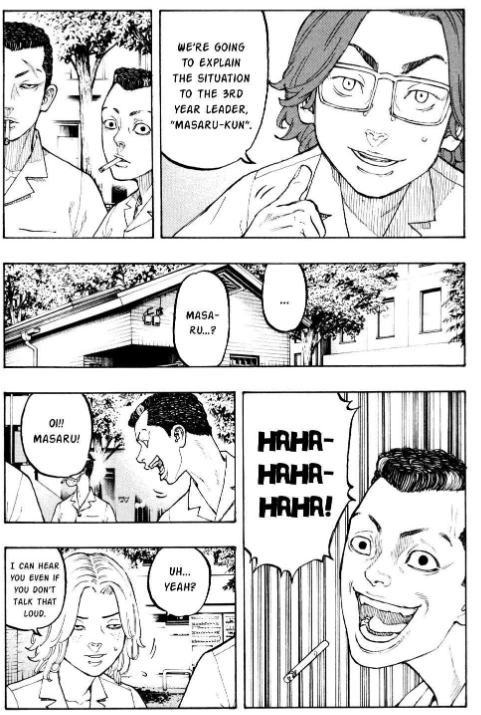 WE'RE GOING
TO EXPLAIN
THE SITUATION
TO THE 3RD
YEAR LEADER,
"MASARU-KUN".
...
MASA-
RU...?
HAHA-
HAHA-
HAHA!
OI!!
MASARU!
UH...
YEAH?
I CAN HEAR
YOU EVEN IF
YOU DON'T
TALK THAT
LOUD.